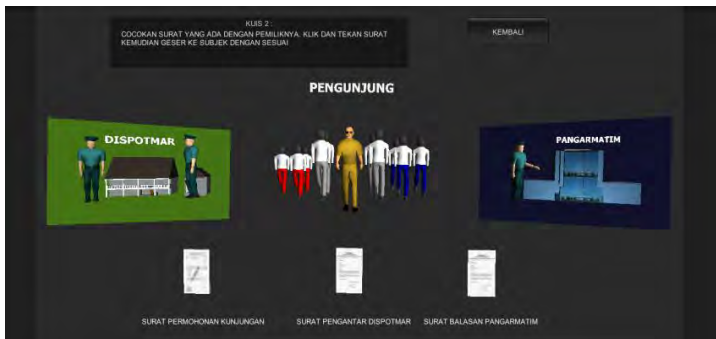 KUIS 2 :
COCOKAN SURAT YANG ADA DENGAN PEMILIKNYA. KLIK DAN TEKAN SURAT
KEMUDIAN GESER KE SUBJEK DENGAN SESUAI
KEMBALI
PENGUNJUNG
DISPOTMAR
PANGARMATIM
SURAT PERMOHONAN KUNJUNGAN
SURAT PENGANTAR DISPOTMAR
SURAT BALASAN PANGARMATIM